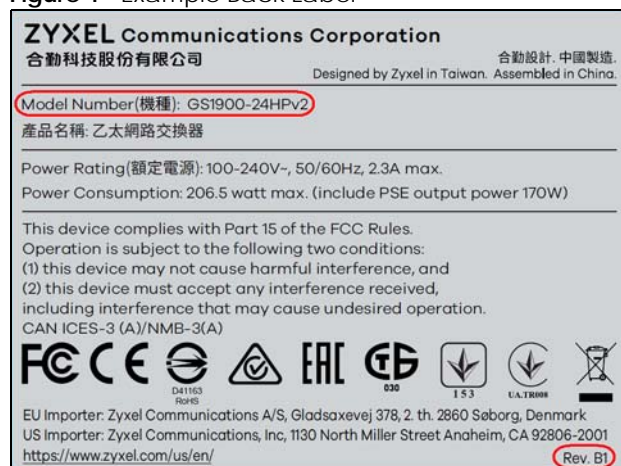 Figure 1 Example Back Label
ZYXEL Communications Corporation
合勤科技股份有限公司
合勤設計. 中國製造.
Designed by Zyxel in Taiwan. Assembled in China.
Model Number(機種): GS1900-24HPv2
產品名稱: 乙太網路交換器
Power Rating(額定電源): 100-240V~, 50/60Hz, 2.3A max.
Power Consumption: 206.5 watt max. (include PSE output power 170W)
This device complies with Part 15 of the FCC Rules.
Operation is subject to the following two conditions:
(1) this device may not cause harmful interference, and
(2) this device must accept any interference received,
including interference that may cause undesired operation.
CAN ICES-3 (A)/NMB-3(A)
FC CE EAC
D41163
RoHS
030
153
UA.TR008
EU Importer: Zyxel Communications A/S, Gladsaxevej 378, 2. th. 2860 Søborg, Denmark
US Importer: Zyxel Communications, Inc, 1130 North Miller Street Anaheim, CA 92806-2001
https://www.zyxel.com/us/en/
Rev. B1